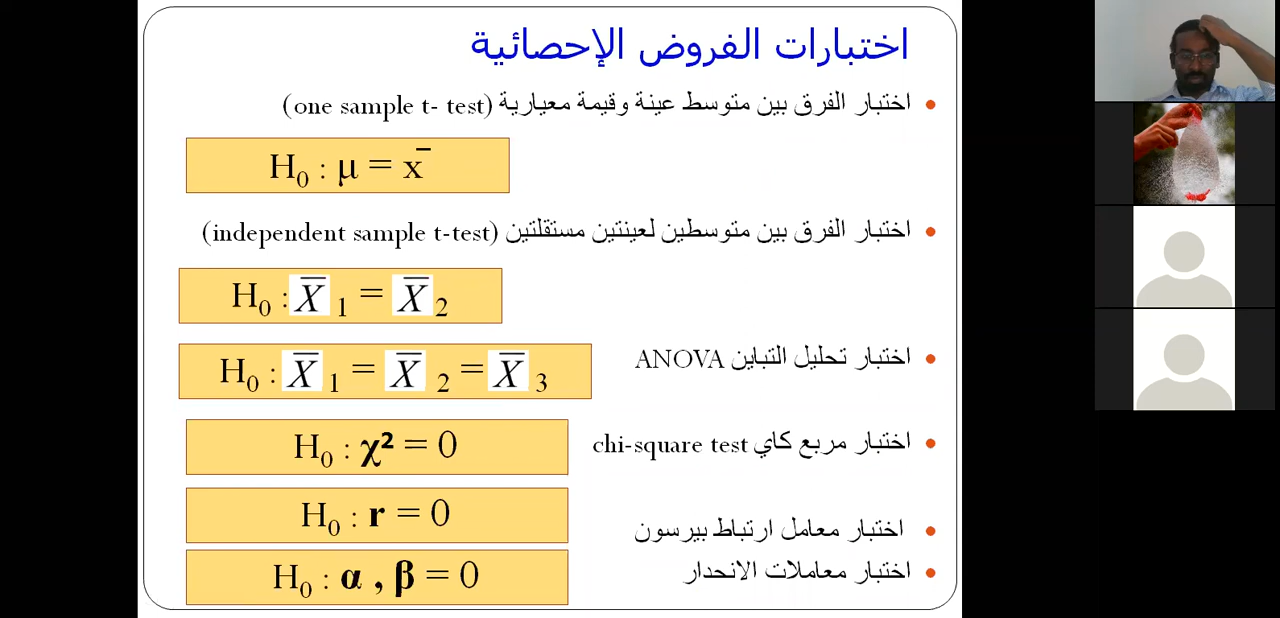 اختبارات الفروض الإحصائية
• اختبار الفرق بين متوسط عينة وقيمة معيارية (one sample t- test)
H₀ : μ = x̄
• اختبار الفرق بين متوسطين لعينتين مستقلتين (independent sample t-test)
H₀ : X̄ ₁ = X̄ ₂
• اختبار تحليل التباين ANOVA
H₀ : X̄ ₁ = X̄ ₂ = X̄ ₃
• اختبار مربع كاي chi-square test
H₀ : χ² = 0
• اختبار معامل ارتباط بيرسون
H₀ : r = 0
• اختبار معاملات الانحدار
H₀ : α , β = 0